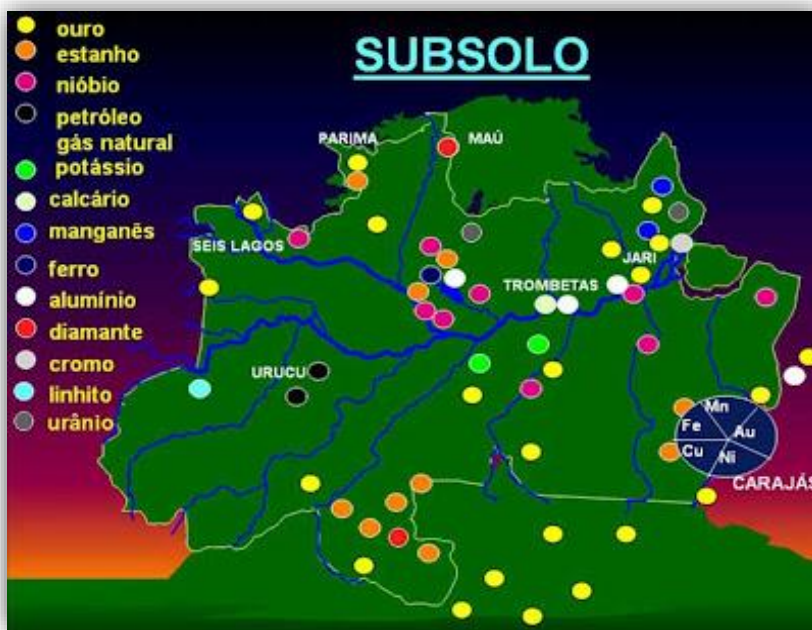 SUBSOLO
ouro
estanho
nióbio
petróleo
gás natural
potássio
calcário
manganês
ferro
alumínio
diamante
cromo
linhito
urânio
PARIMA
MAÚ
SEIS LAGOS
TROMBETAS
JARI
URUCU
Mn
Fe
Au
Cu
Ni
CARAJÁS